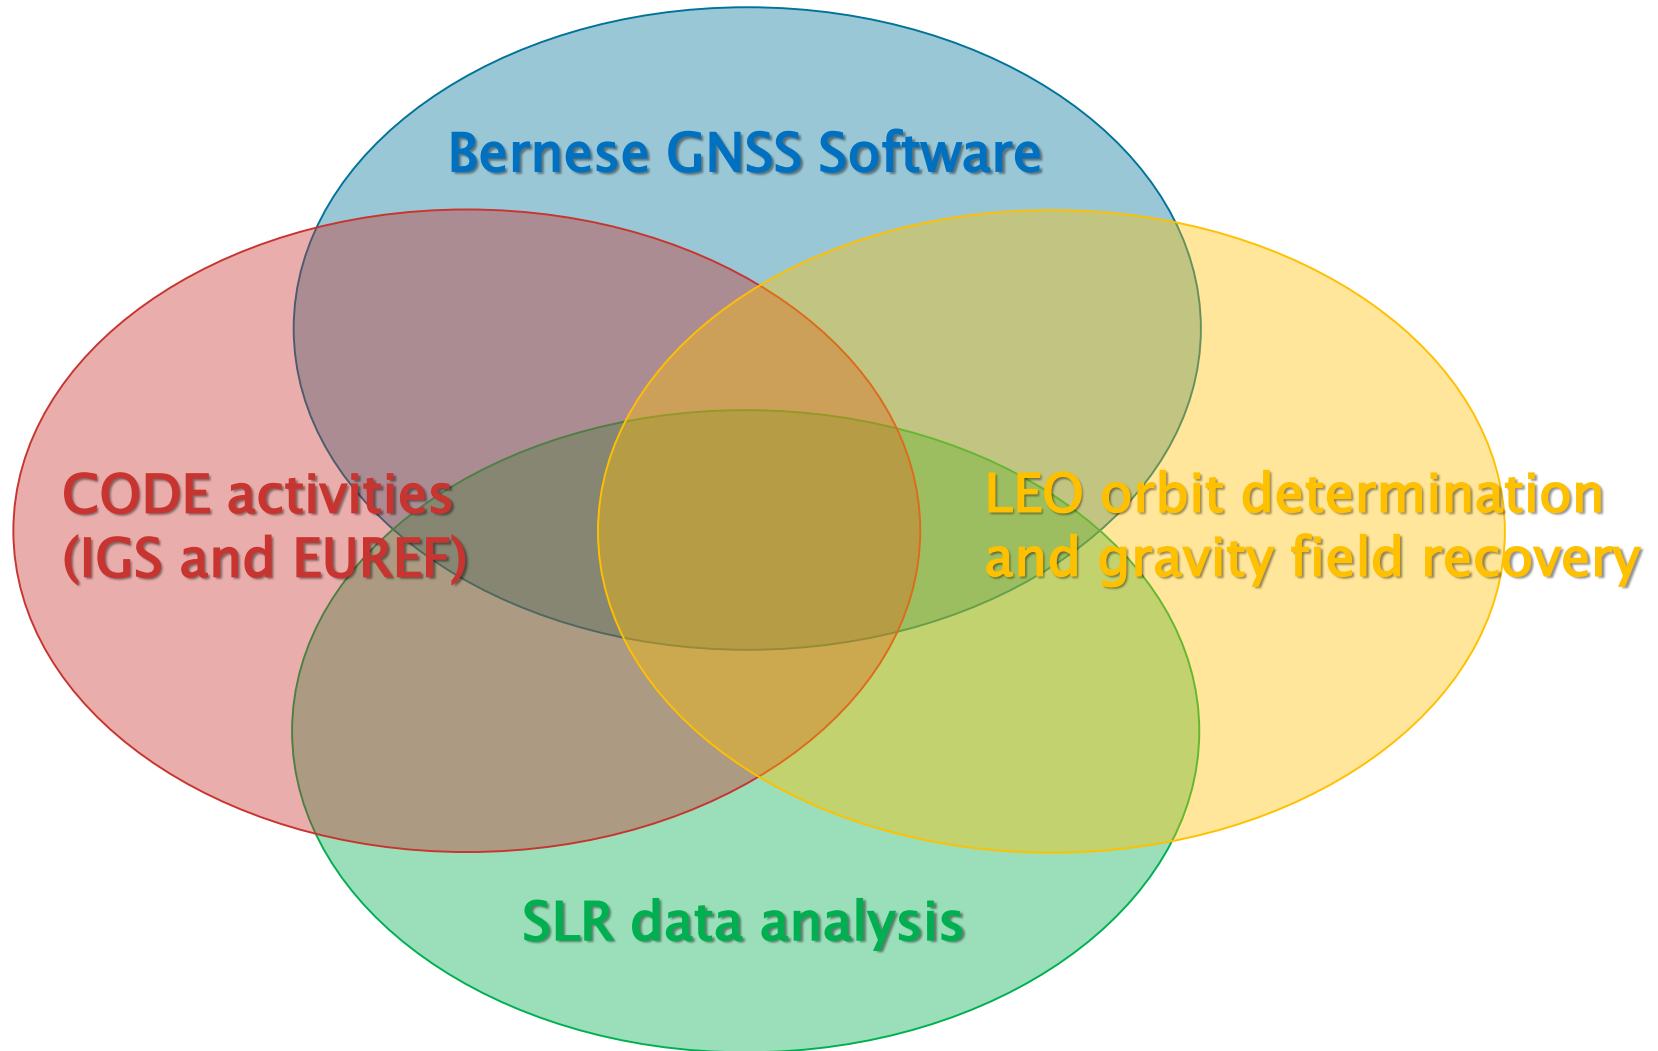 Bernese GNSS Software
CODE activities
(IGS and EUREF)
LEO orbit determination
and gravity field recovery
SLR data analysis